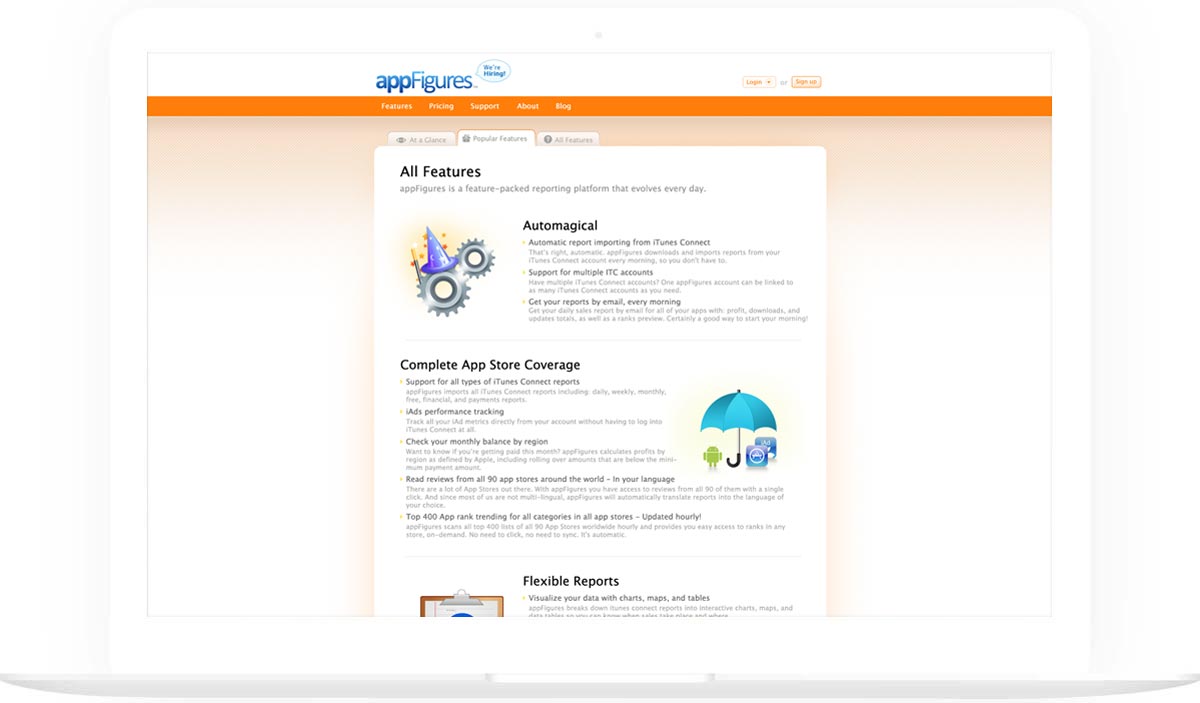 We're
Hiring!
appFigures
Login or Sign up
Features Pricing Support About Blog
At a Glance Popular Features All Features
All Features
appFigures is a feature-packed reporting platform that evolves every day.
Automagical
Automatic report importing from iTunes Connect
That's right, automatic. appFigures downloads and imports reports from your
iTunes Connect account every morning, so you don't have to.
Support for multiple ITC accounts
Have multiple iTunes Connect accounts? One appFigures account can be linked to
as many iTunes Connect accounts as you need.
Get your reports by email, every morning
Get your daily sales report by email for all of your apps with: profit, downloads, and
updates totals, as well as a ranks preview. Certainly a good way to start your morning!
Complete App Store Coverage
Support for all types of iTunes Connect reports
appFigures imports all iTunes Connect reports including: daily, weekly, monthly,
free, financial, and payments reports.
iAds performance tracking
Track all your iAd metrics directly from your account without having to log into
iTunes Connect at all.
Check your monthly balance by region
Want to know if you're getting paid this month? appFigures calculates profits by
region as defined by Apple, including rolling over amounts that are below the mini-
mum payment amount.
iAd
Read reviews from all 90 app stores around the world - In your language
There are a lot of App Stores out there. With appFigures you have access to reviews from all 90 of them with a single
click. And since most of us are not multi-lingual, appFigures will automatically translate reports into the language of
your choice.
Top 400 App rank trending for all categories in all app stores - Updated hourly!
appFigures scans all top 400 lists of all 90 App Stores worldwide hourly and provides you easy access to ranks in any
store, on-demand. No need to click, no need to sync. It's automatic.
Flexible Reports
Visualize your data with charts, maps, and tables
appFigures breaks down itunes connect reports into interactive charts, maps, and
data tables so you can know when sales take place and where.